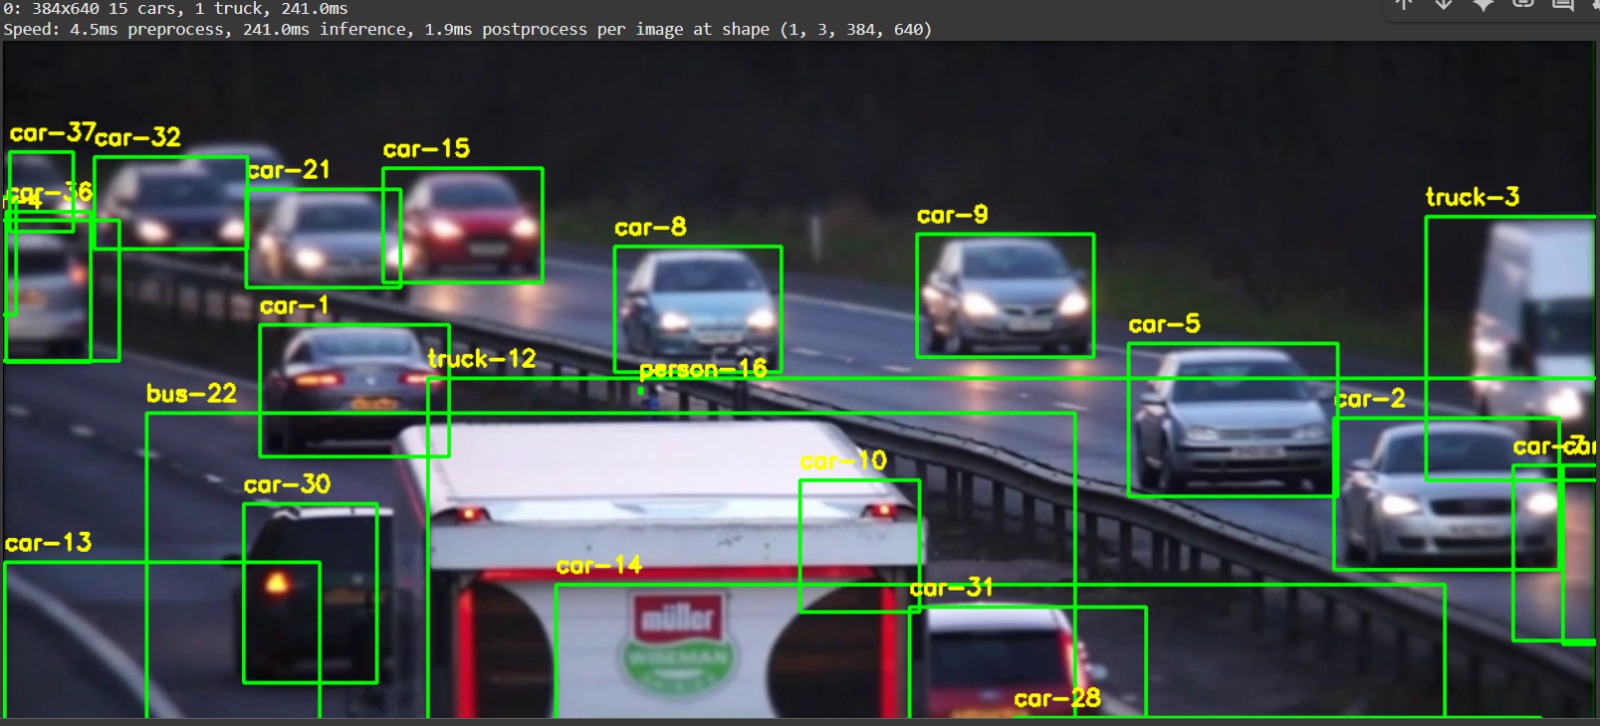 0: 384x640 15 cars, 1 truck, 241.0ms
Speed: 4.5ms preprocess, 241.0ms inference, 1.9ms postprocess per image at shape (1, 3, 384, 640)
car-37
car-32
car-15
car-21
car-36
truck-3
car-9
car-8
car-1
car-5
truck-12
person-16
bus-22
car-2
car-7
car-10
car-30
car-13
car-14
car-31
müller
WISEMAN
car-28